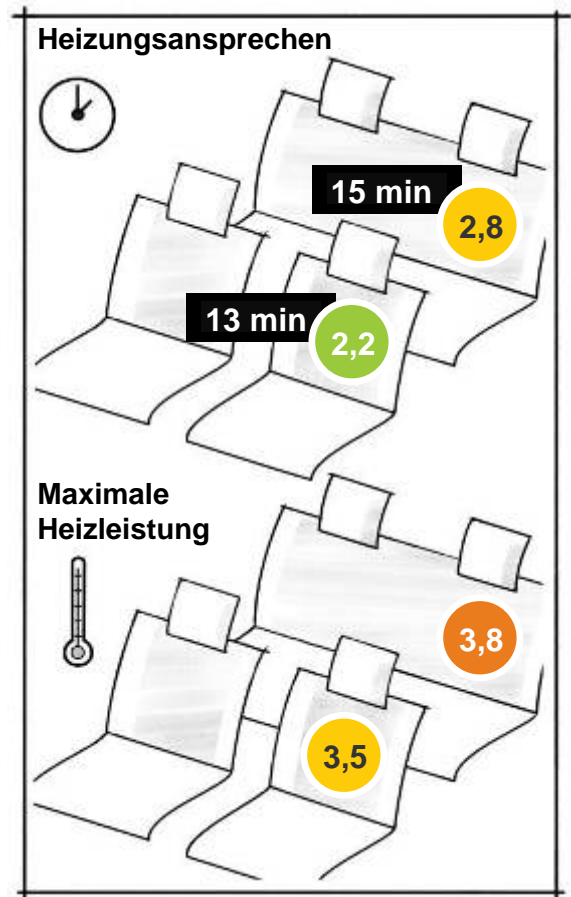 Heizungsansprechen
15 min
2,8
13 min
2,2
Maximale
Heizleistung
3,8
3,5